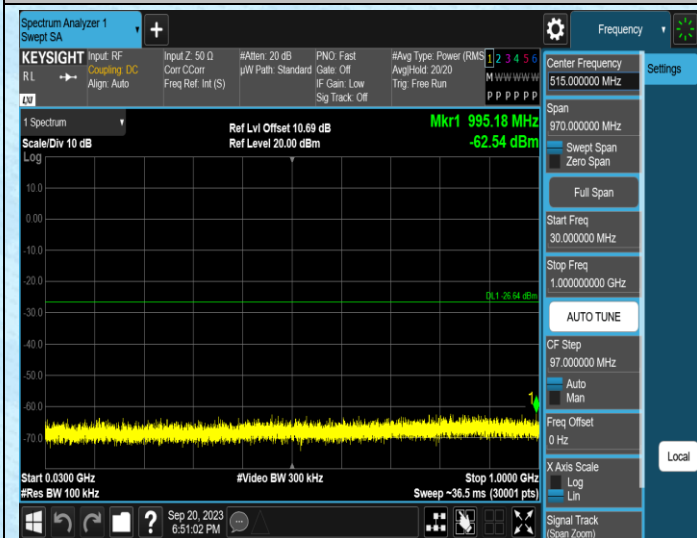 Spectrum Analyzer 1
Swept SA
Frequency
KEYSIGHT
RL
LXI
Input: RF
Coupling: DC
Align: Auto
Input Z: 50 Ω
Corr CCorr
Freq Ref: Int (S)
#Atten: 20 dB
µW Path: Standard
PNO: Fast
Gate: Off
IF Gain: Low
Sig Track: Off
#Avg Type: Power (RMS
Avg|Hold: 20/20
Trig: Free Run
1 2 3 4 5 6
M W W W W W
P P P P P P
1 Spectrum
Scale/Div 10 dB
Log
Ref Lvl Offset 10.69 dB
Ref Level 20.00 dBm
Mkr1 995.18 MHz
-62.54 dBm
10.0
0.00
-10.0
-20.0
DL1 -26.64 dBm
-30.0
-40.0
-50.0
-60.0
1
-70.0
Start 0.0300 GHz
#Res BW 100 kHz
#Video BW 300 kHz
Stop 1.0000 GHz
Sweep ~36.5 ms (30001 pts)
Sep 20, 2023
6:51:02 PM
?
Center Frequency
515.000000 MHz
Settings
Span
970.000000 MHz
Swept Span
Zero Span
Full Span
Start Freq
30.000000 MHz
Stop Freq
1.000000000 GHz
AUTO TUNE
CF Step
97.000000 MHz
Auto
Man
Freq Offset
0 Hz
X Axis Scale
Log
Lin
Local
Signal Track
(Span Zoom)